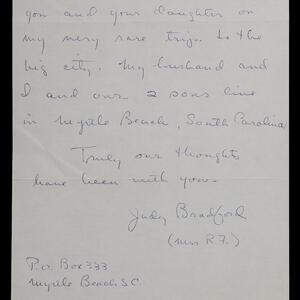 you and your daughter on
my very rare trips to the
big city. My husband and
I and our 2 sons live
in Myrtle Beach, South Carolina
Truly our thoughts
have been with you.
Judy Bradford
(Mrs R.F.)
P.O. Box 333
Myrtle Beach S.C.